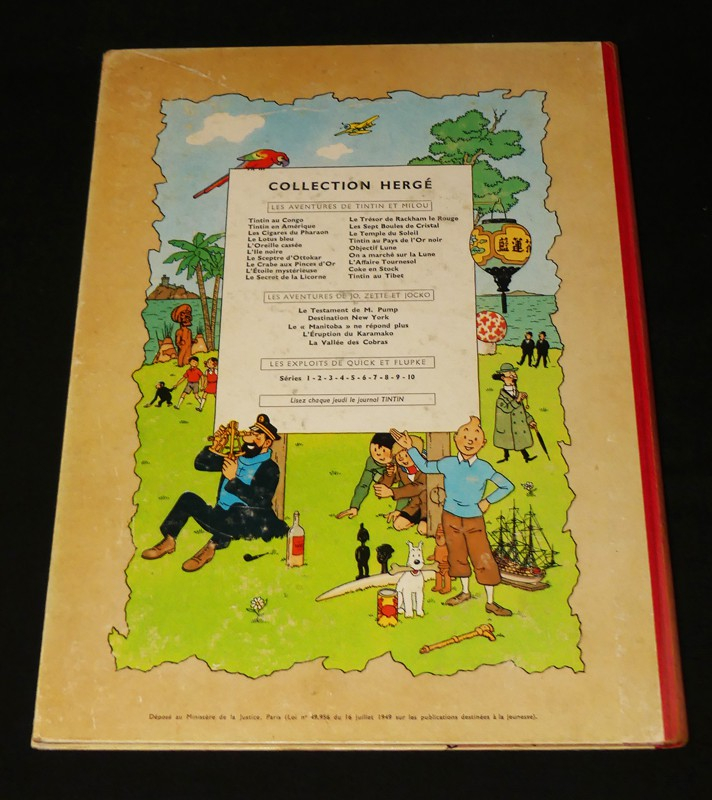 COLLECTION HERGÉ
LES AVENTURES DE TINTIN ET MILOU
Tintin au Congo
Tintin en Amérique
Les Cigares du Pharaon
Le Lotus bleu
L'Oreille cassée
L'Ile noire
Le Sceptre d'Ottokar
Le Crabe aux Pinces d'Or
L'Étoile mystérieuse
Le Secret de la Licorne
Le Trésor de Rackham le Rouge
Les Sept Boules de Cristal
Le Temple du Soleil
Tintin au Pays de l'Or noir
Objectif Lune
On a marché sur la Lune
L'Affaire Tournesol
Coke en Stock
Tintin au Tibet
LES AVENTURES DE JO, ZETTE ET JOCKO
Le Testament de M. Pump
Destination New York
Le « Manitoba » ne répond plus
L'Éruption du Karamako
La Vallée des Cobras
LES EXPLOITS DE QUICK ET FLUPKE
Séries 1 - 2 - 3 - 4 - 5 - 6 - 7 - 8 - 9 - 10
Lisez chaque jeudi le journal TINTIN
Déposé au Ministère de la Justice, Paris (Loi n° 49.956 du 16 juillet 1949 sur les publications destinées à la jeunesse).